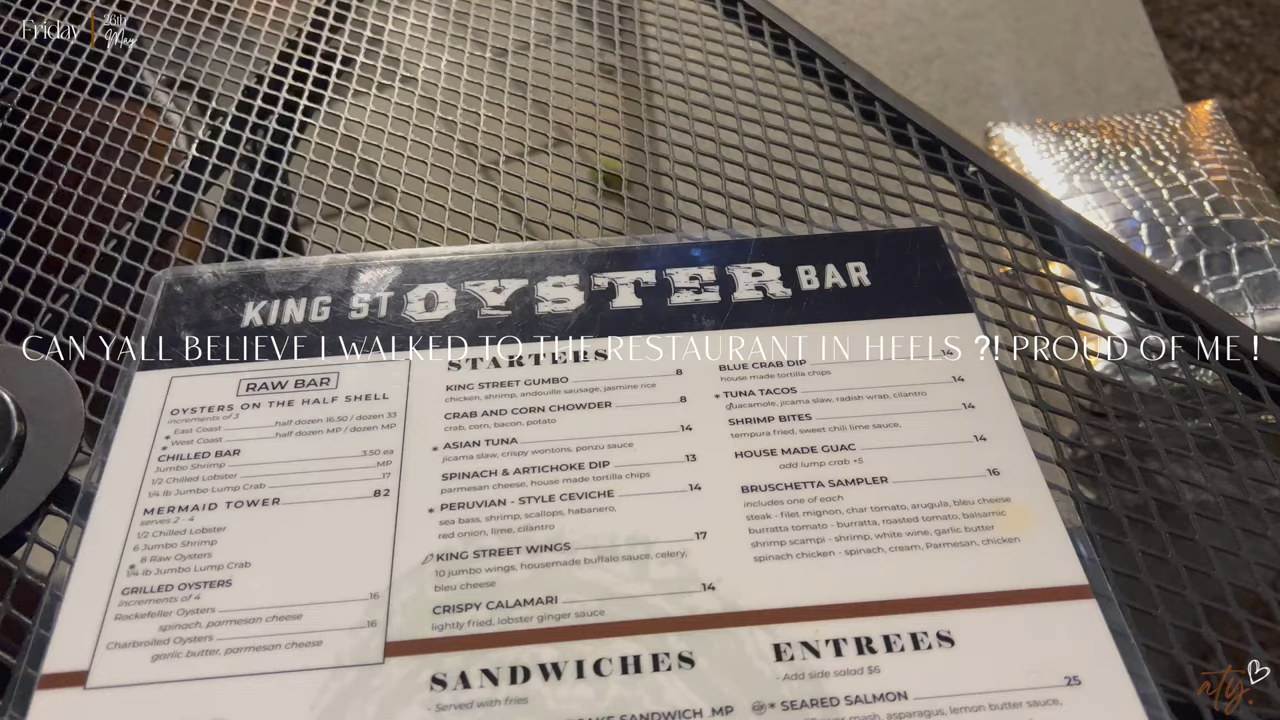 Friday
26th
May
KING ST OYSTER BAR
CAN YALL BELIEVE I WALKED TO THE RESTAURANT IN HEELS ?! PROUD OF ME !
RAW BAR
OYSTERS ON THE HALF SHELL
increments of 3
East Coast half dozen 16.50 / dozen 33
* West Coast half dozen MP / dozen MP
*
CHILLED BAR
Jumbo Shrimp 3.50 ea
1/2 Chilled Lobster MP
1/4 lb Jumbo Lump Crab 17
MERMAID TOWER 82
serves 2 - 4
1/2 Chilled Lobster
6 Jumbo Shrimp
* 8 Raw Oysters
1/4 lb Jumbo Lump Crab
GRILLED OYSTERS
increments of 4
Rockefeller Oysters 16
spinach, parmesan cheese
Charbroiled Oysters 16
garlic butter, parmesan cheese
STARTERS
KING STREET GUMBO 8
chicken, shrimp, andouille sausage, jasmine rice
CRAB AND CORN CHOWDER 8
crab, corn, bacon, potato
* ASIAN TUNA 14
jicama slaw, crispy wontons, ponzu sauce
SPINACH & ARTICHOKE DIP 13
parmesan cheese, house made tortilla chips
* PERUVIAN - STYLE CEVICHE 14
sea bass, shrimp, scallops, habanero,
red onion, lime, cilantro
KING STREET WINGS 17
10 jumbo wings, housemade buffalo sauce, celery,
bleu cheese
CRISPY CALAMARI 14
lightly fried, lobster ginger sauce
BLUE CRAB DIP 14
house made tortilla chips
* TUNA TACOS 14
guacamole, jicama slaw, radish wrap, cilantro
SHRIMP BITES 14
tempura fried, sweet chili lime sauce,
HOUSE MADE GUAC 14
add lump crab +5
BRUSCHETTA SAMPLER 16
includes one of each
steak - filet mignon, char tomato, arugula, bleu cheese
burratta tomato - burratta, roasted tomato, balsamic
shrimp scampi - shrimp, white wine, garlic butter
spinach chicken - spinach, cream, Parmesan, chicken
SANDWICHES
- Served with fries
SANDWICH MP
ENTREES
- Add side salad $6
* SEARED SALMON 25
mash, asparagus, lemon butter sauce,
aty.